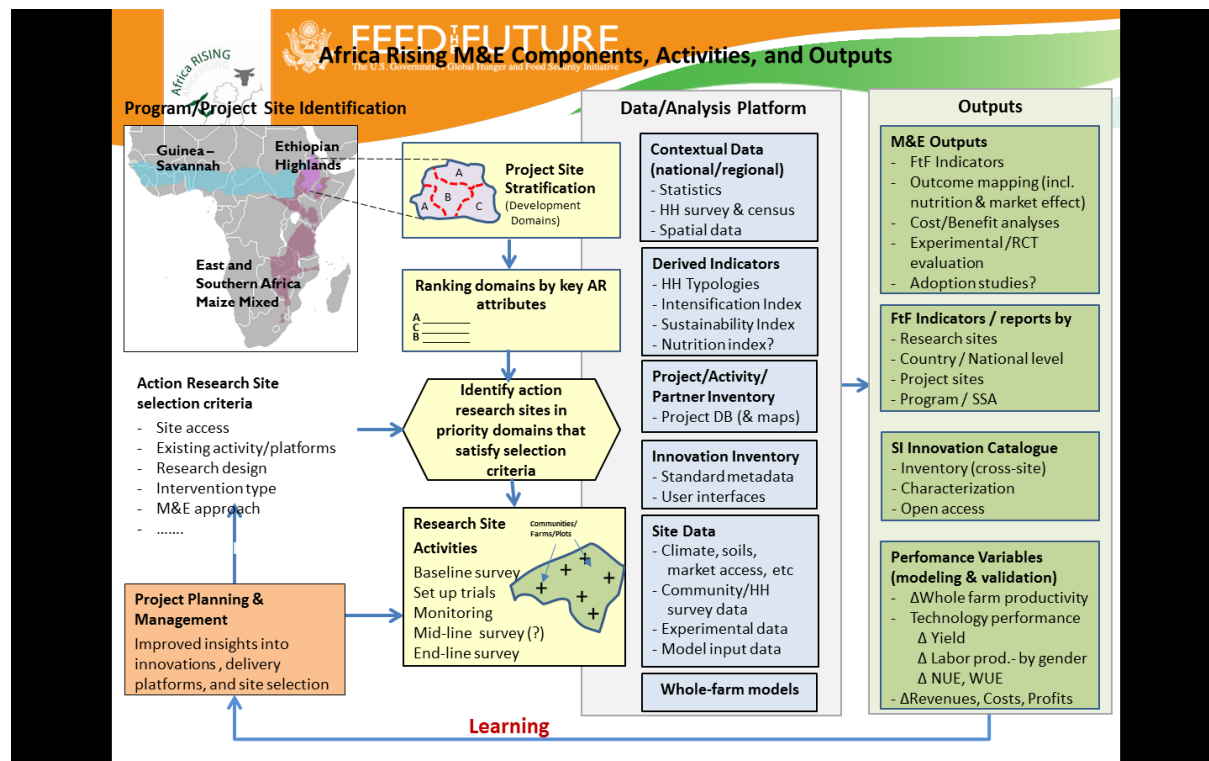 Africa RISING
FEED THE FUTURE
The U.S. Government's Global Hunger and Food Security Initiative
Africa Rising M&E Components, Activities, and Outputs
Program/Project Site Identification
Guinea –
Savannah
Ethiopian
Highlands
East and
Southern Africa
Maize Mixed
Action Research Site
selection criteria
- Site access
- Existing activity/platforms
- Research design
- Intervention type
- M&E approach
- …….
Project Planning &
Management
Improved insights into
innovations , delivery
platforms, and site selection
A
A
B
C
Project Site
Stratification
(Development
Domains)
Ranking domains by key AR
attributes
A ________
C ________
B ________
Identify action
research sites in
priority domains that
satisfy selection
criteria
Research Site
Activities
Baseline survey
Set up trials
Monitoring
Mid-line survey (?)
End-line survey
Communities/
Farms/Plots
Data/Analysis Platform
Contextual Data
(national/regional)
- Statistics
- HH survey & census
- Spatial data
Derived Indicators
- HH Typologies
- Intensification Index
- Sustainability Index
- Nutrition index?
Project/Activity/
Partner Inventory
- Project DB (& maps)
Innovation Inventory
- Standard metadata
- User interfaces
Site Data
- Climate, soils,
market access, etc
- Community/HH
survey data
- Experimental data
- Model input data
Whole-farm models
Outputs
M&E Outputs
- FtF Indicators
- Outcome mapping (incl.
nutrition & market effect)
- Cost/Benefit analyses
- Experimental /RCT
evaluation
- Adoption studies?
FtF Indicators / reports by
- Research sites
- Country / National level
- Project sites
- Program / SSA
SI Innovation Catalogue
- Inventory (cross-site)
- Characterization
- Open access
Perfomance Variables
(modeling & validation)
- ΔWhole farm productivity
- Technology performance
Δ Yield
Δ Labor prod.- by gender
Δ NUE, WUE
- ΔRevenues, Costs, Profits
Learning